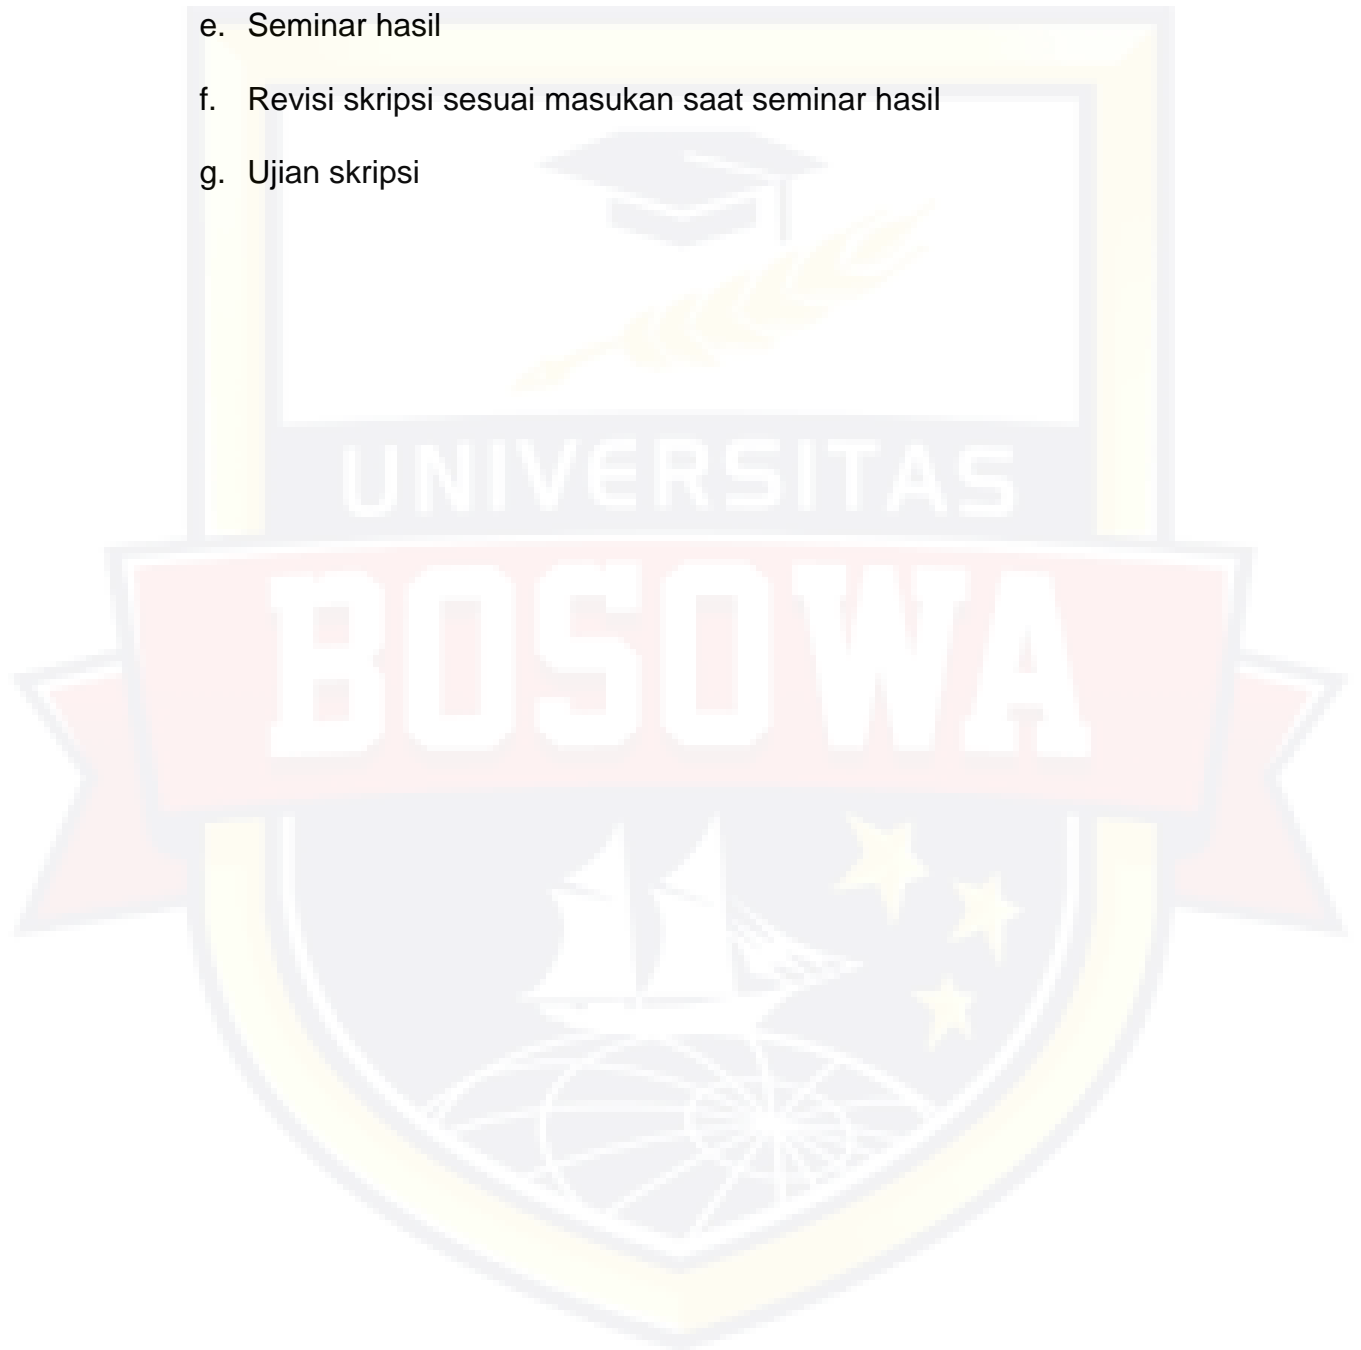 e. Seminar hasil
f. Revisi skripsi sesuai masukan saat seminar hasil
g. Ujian skripsi
UNIVERSITAS
BOSOWA